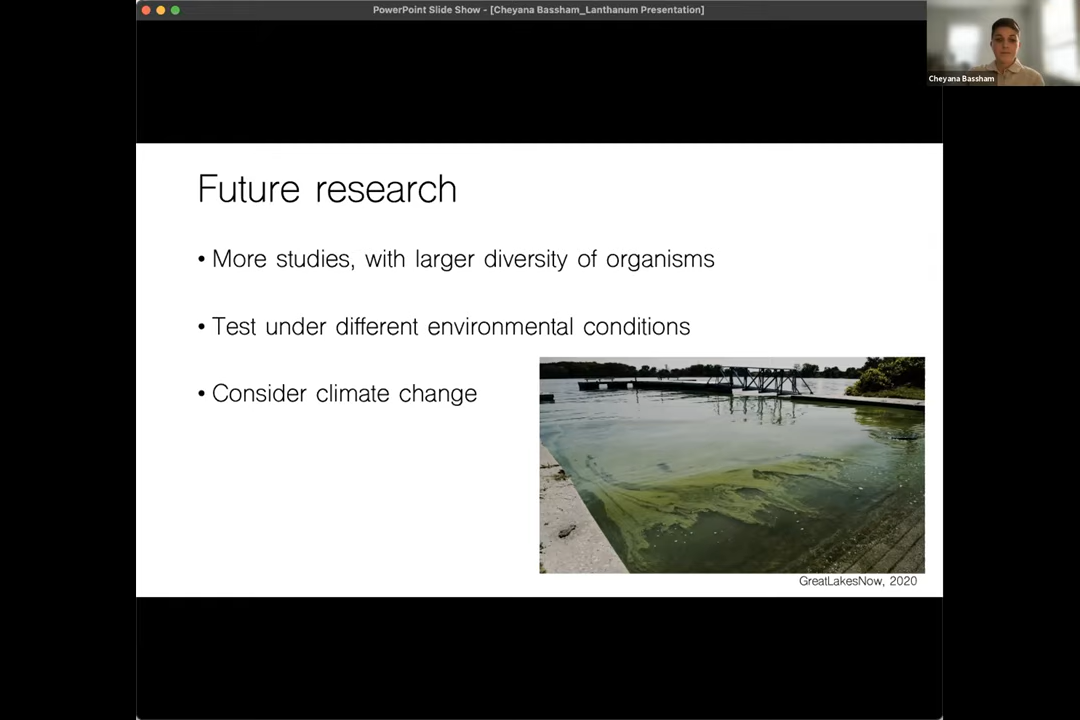 PowerPoint Slide Show - [Cheyana Bassham_Lanthanum Presentation]
Cheyana Bassham
Future research
• More studies, with larger diversity of organisms
• Test under different environmental conditions
• Consider climate change
GreatLakesNow, 2020